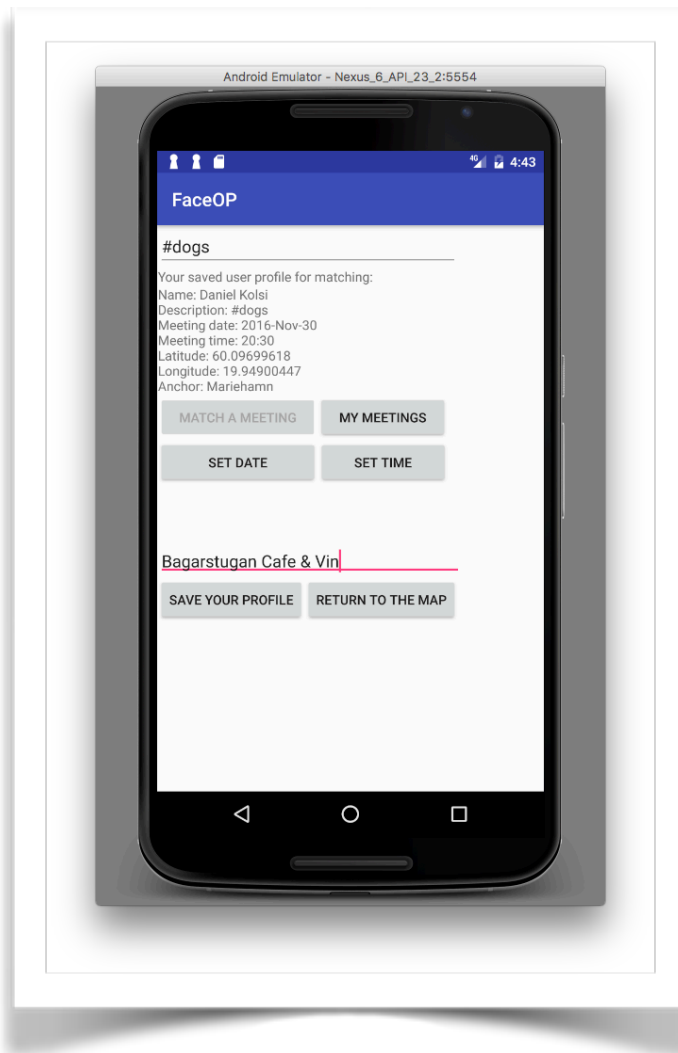 Android Emulator - Nexus_6_API_23_2:5554
4G 4:43
FaceOP
#dogs
Your saved user profile for matching:
Name: Daniel Kolsi
Description: #dogs
Meeting date: 2016-Nov-30
Meeting time: 20:30
Latitude: 60.09699618
Longitude: 19.94900447
Anchor: Mariehamn
MATCH A MEETING MY MEETINGS
SET DATE SET TIME
Bagarstugan Cafe & Vin
SAVE YOUR PROFILE RETURN TO THE MAP